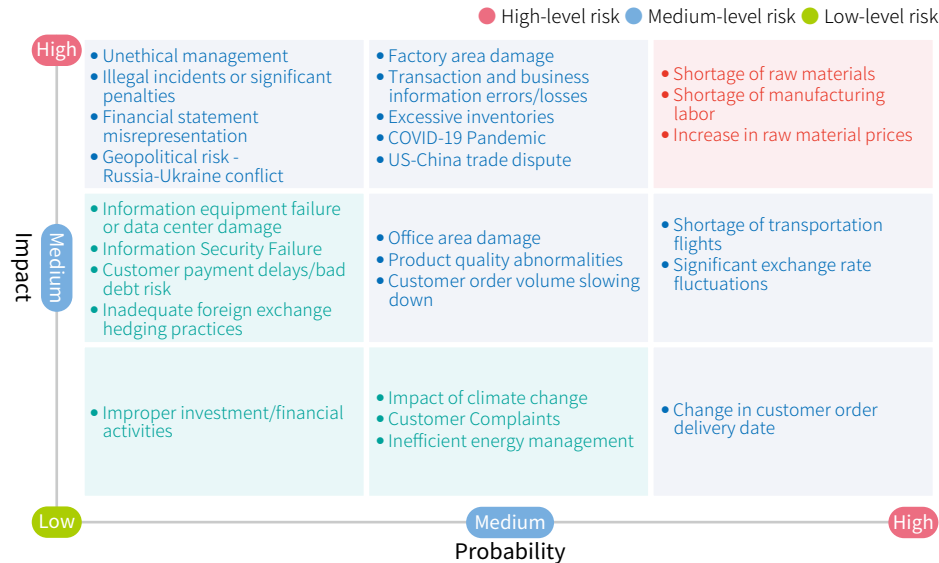 High-level risk
Medium-level risk
Low-level risk
High
• Unethical management
• Illegal incidents or significant
penalties
• Financial statement
misrepresentation
• Geopolitical risk -
Russia-Ukraine conflict
• Factory area damage
• Transaction and business
information errors/losses
• Excessive inventories
• COVID-19 Pandemic
• US-China trade dispute
• Shortage of raw materials
• Shortage of manufacturing
labor
• Increase in raw material prices
Impact
Medium
• Information equipment failure
or data center damage
• Information Security Failure
• Customer payment delays/bad
debt risk
• Inadequate foreign exchange
hedging practices
• Office area damage
• Product quality abnormalities
• Customer order volume slowing
down
• Shortage of transportation
flights
• Significant exchange rate
fluctuations
• Improper investment/financial
activities
• Impact of climate change
• Customer Complaints
• Inefficient energy management
• Change in customer order
delivery date
Low
Medium
High
Probability